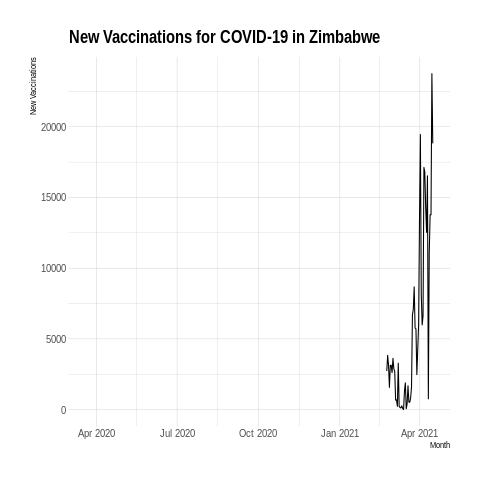 New Vaccinations for COVID-19 in Zimbabwe
New Vaccinations
20000
15000
10000
5000
0
Apr 2020 Jul 2020 Oct 2020 Jan 2021 Apr 2021
Month